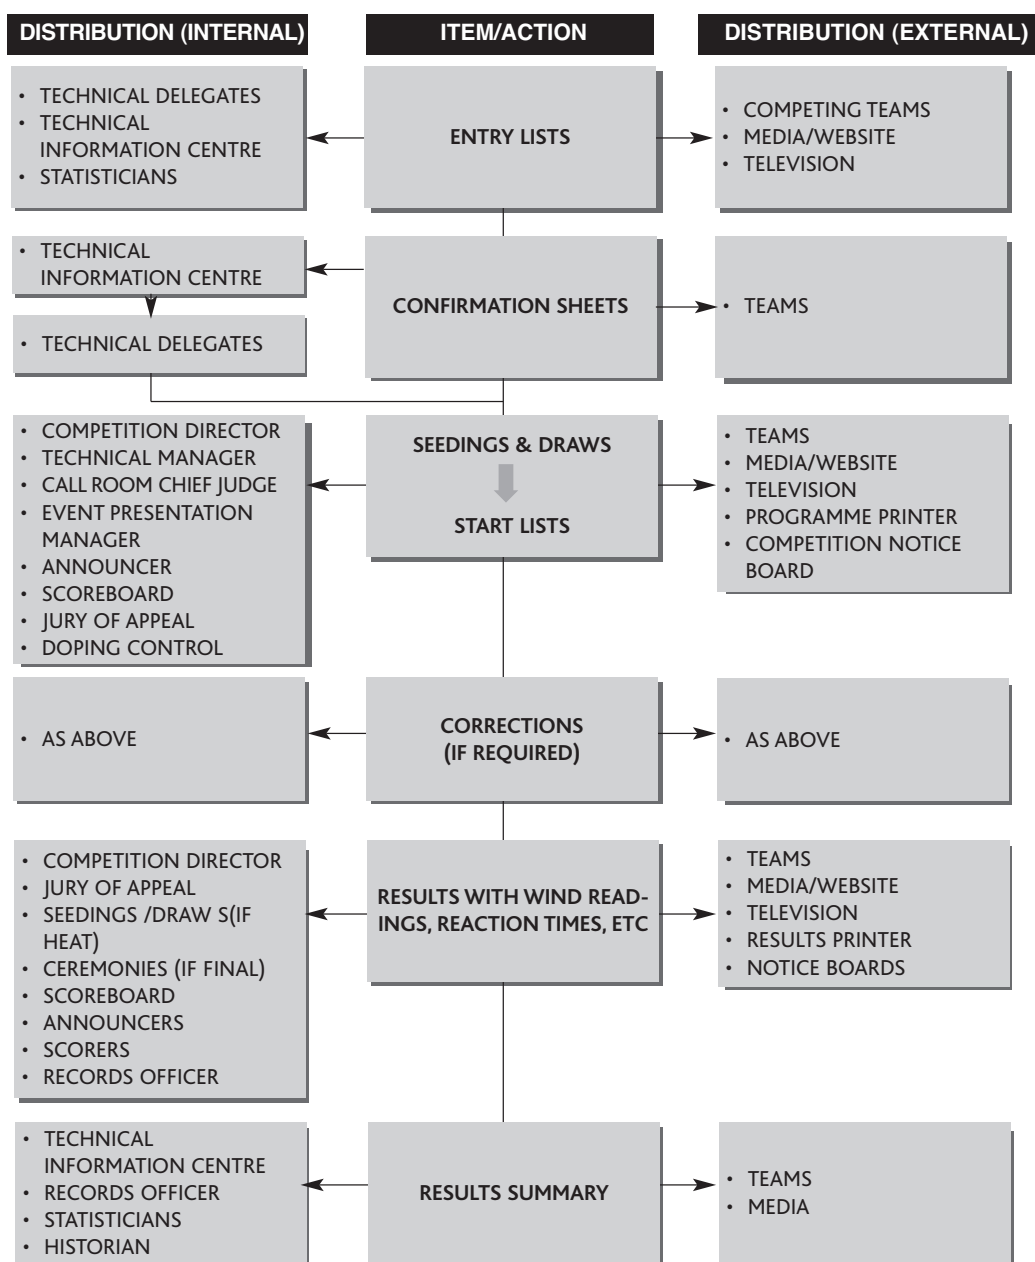 DISTRIBUTION (INTERNAL)
ITEM/ACTION
DISTRIBUTION (EXTERNAL)
• TECHNICAL DELEGATES
• TECHNICAL
INFORMATION CENTRE
• STATISTICIANS
ENTRY LISTS
• COMPETING TEAMS
• MEDIA/WEBSITE
• TELEVISION
• TECHNICAL
INFORMATION CENTRE
• TECHNICAL DELEGATES
CONFIRMATION SHEETS
• TEAMS
• COMPETITION DIRECTOR
• TECHNICAL MANAGER
• CALL ROOM CHIEF JUDGE
• EVENT PRESENTATION
MANAGER
• ANNOUNCER
• SCOREBOARD
• JURY OF APPEAL
• DOPING CONTROL
SEEDINGS & DRAWS
START LISTS
• TEAMS
• MEDIA/WEBSITE
• TELEVISION
• PROGRAMME PRINTER
• COMPETITION NOTICE
BOARD
• AS ABOVE
CORRECTIONS
(IF REQUIRED)
• AS ABOVE
• COMPETITION DIRECTOR
• JURY OF APPEAL
• SEEDINGS /DRAW S(IF
HEAT)
• CEREMONIES (IF FINAL)
• SCOREBOARD
• ANNOUNCERS
• SCORERS
• RECORDS OFFICER
RESULTS WITH WIND READ-
INGS, REACTION TIMES, ETC
• TEAMS
• MEDIA/WEBSITE
• TELEVISION
• RESULTS PRINTER
• NOTICE BOARDS
• TECHNICAL
INFORMATION CENTRE
• RECORDS OFFICER
• STATISTICIANS
• HISTORIAN
RESULTS SUMMARY
• TEAMS
• MEDIA